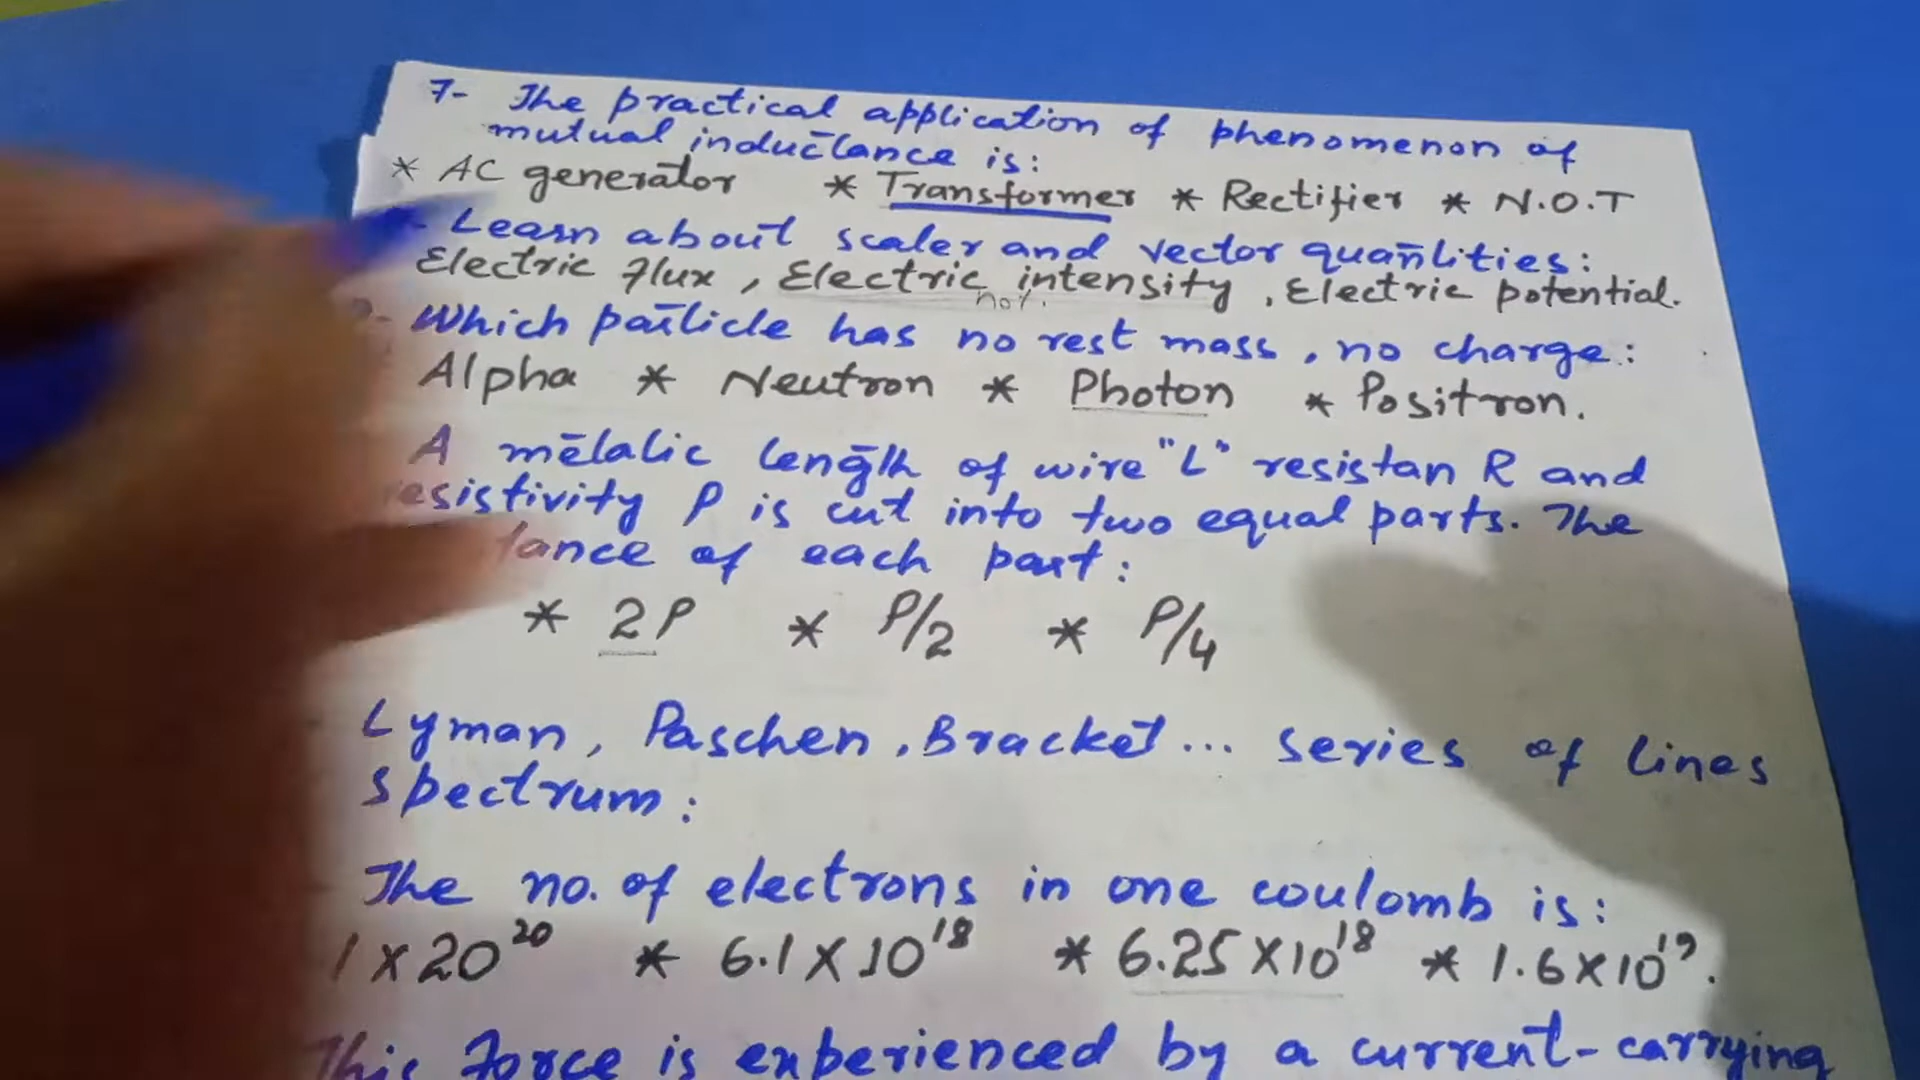 7- The practical application of phenomenon of
mutual inductance is:
* AC generator * Transformer * Rectifier * N.O.T
Learn about scaler and vector quantities:
Electric flux, Electric intensity, Electric potential.
no%.
Which particle has no rest mass, no charge:
Alpha * Neutron * Photon * Positron.
A metalic length of wire "L" resistan R and
esistivity P is cut into two equal parts. The
tance of each part:
* 2P * P/2 * P/4
Lyman, Paschen, Bracket... series of lines
spectrum:
The no. of electrons in one coulomb is:
1 x 20^20 * 6.1 X 10^18 * 6.25 X 10^18 * 1.6 X 10^19.
This force is experienced by a current-carrying